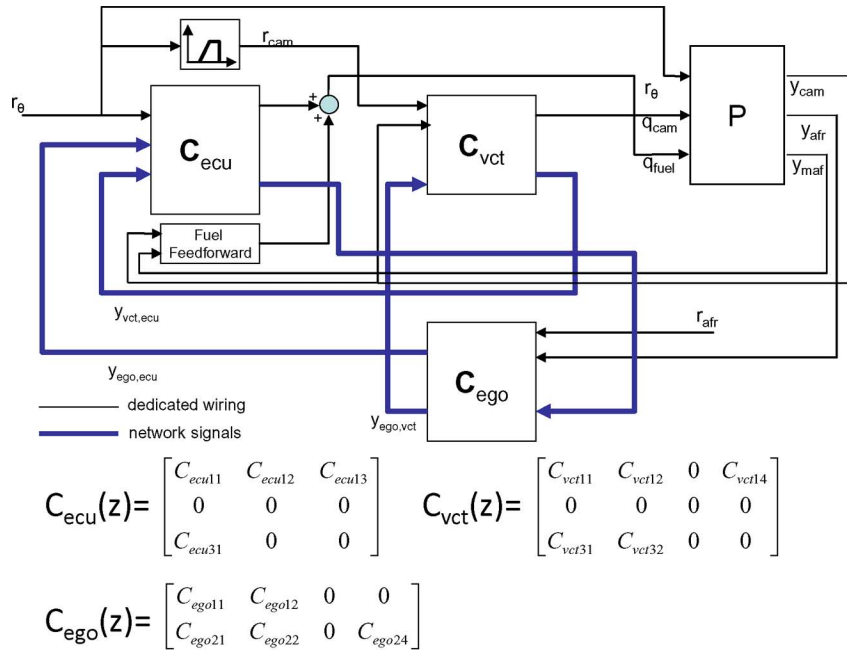 r_cam
r_θ
C_ecu
+
+
Fuel
Feedforward
C_vct
r_θ
q_cam
q_fuel
P
y_cam
y_afr
y_maf
y_vct,ecu
y_ego,ecu
C_ego
r_afr
y_ego,vct
dedicated wiring
network signals
C_ecu(z)= [C_ecu11 C_ecu12 C_ecu13
0 0 0
C_ecu31 0 0]
C_vct(z)= [C_vct11 C_vct12 0 C_vct14
0 0 0 0
C_vct31 C_vct32 0 0]
C_ego(z)= [C_ego11 C_ego12 0 0
C_ego21 C_ego22 0 C_ego24]